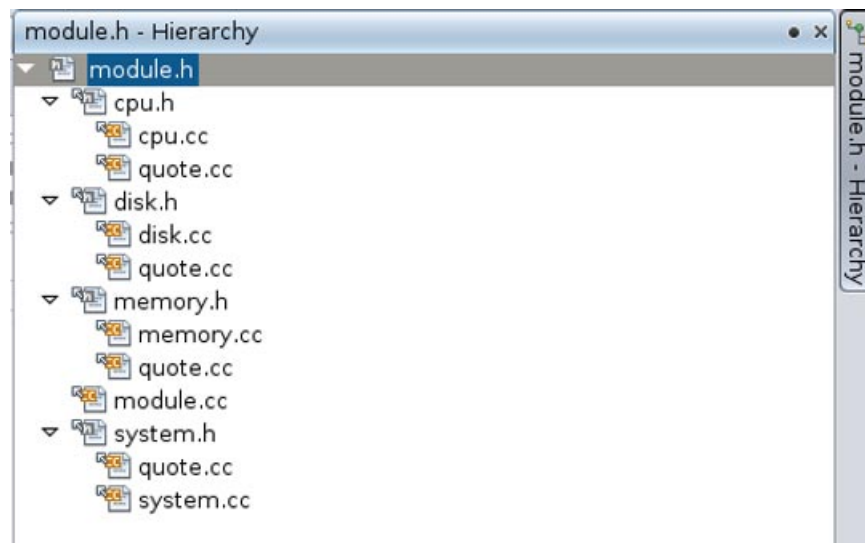 module.h - Hierarchy
module.h
cpu.h
cpu.cc
quote.cc
disk.h
disk.cc
quote.cc
memory.h
memory.cc
quote.cc
module.cc
system.h
quote.cc
system.cc
module.h - Hierarchy